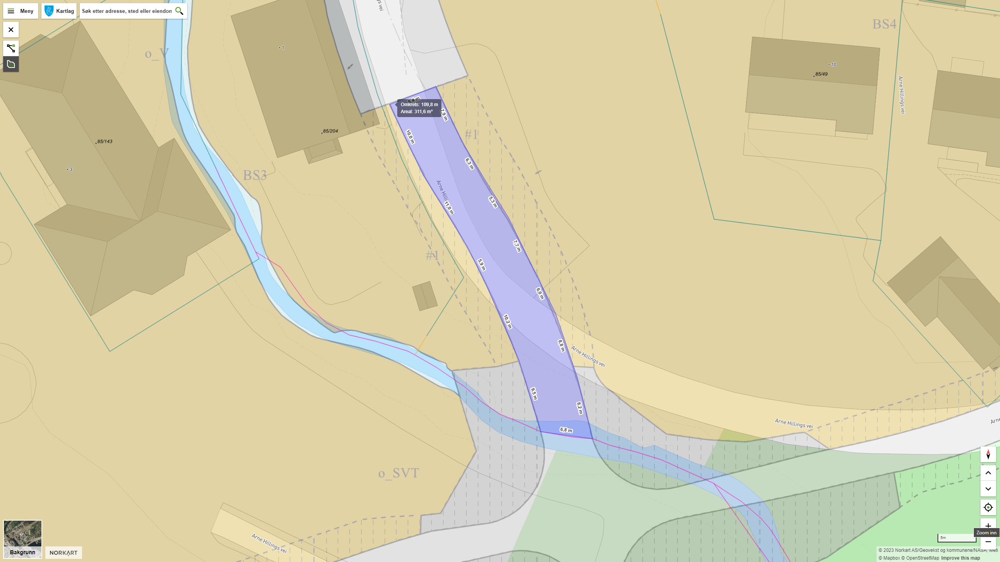 Meny
Kartlag
Søk etter adresse, sted eller eiendon
gs vei
BS4
o_V
1
10
85/49
Arne Hillings vei
6,4 m
Omkrets: 109,8 m
Areal: 311,6 m²
7,9 m
85/204
#1
85/143
10,0 m
6,3 m
3
BS3
Arne Hilli
11,0 m
5,3 m
7,7 m
#1
5,9 m
6,0 m
10,2 m
8,8 m
Arne Hillings vei
9,5 m
8,2 m
Arne Hillings vei
Arne
6,8 m
o_SVT
Zoom inn
5m
Arne Hillings vei
Bakgrunn
NORKART
© 2023 Norkart AS/Geovekst og kommunene/NASA, Meti
© Mapbox © OpenStreetMap Improve this map